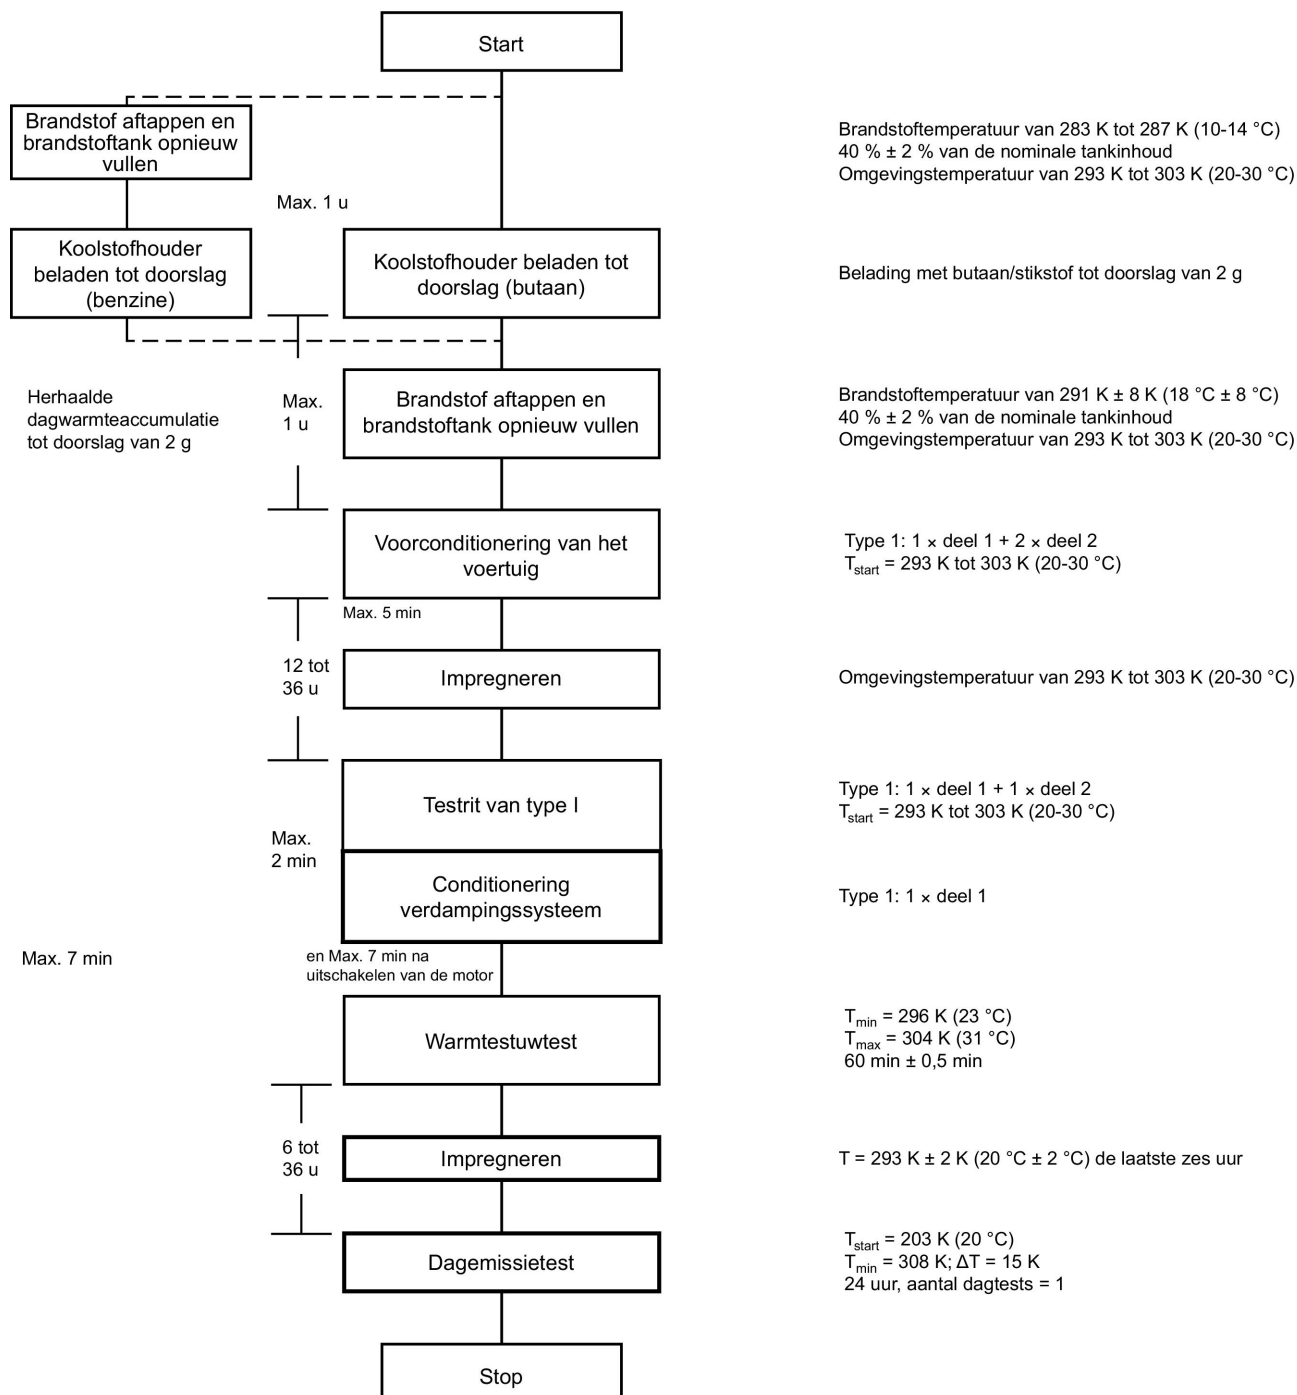 Start
Brandstof aftappen en
brandstoftank opnieuw
vullen
Brandstoftemperatuur van 283 K tot 287 K (10-14 °C)
40 % ± 2 % van de nominale tankinhoud
Omgevingstemperatuur van 293 K tot 303 K (20-30 °C)
Max. 1 u
Koolstofhouder
beladen tot doorslag
(benzine)
Koolstofhouder beladen tot
doorslag (butaan)
Belading met butaan/stikstof tot doorslag van 2 g
Herhaalde
dagwarmteaccumulatie
tot doorslag van 2 g
Max.
1 u
Brandstof aftappen en
brandstoftank opnieuw vullen
Brandstoftemperatuur van 291 K ± 8 K (18 °C ± 8 °C)
40 % ± 2 % van de nominale tankinhoud
Omgevingstemperatuur van 293 K tot 303 K (20-30 °C)
Voorconditionering van het
voertuig
Type 1: 1 × deel 1 + 2 × deel 2
Tstart = 293 K tot 303 K (20-30 °C)
Max. 5 min
12 tot
36 u
Impregneren
Omgevingstemperatuur van 293 K tot 303 K (20-30 °C)
Testrit van type I
Type 1: 1 × deel 1 + 1 × deel 2
Tstart = 293 K tot 303 K (20-30 °C)
Max.
2 min
Conditionering
verdampingssysteem
Type 1: 1 × deel 1
Max. 7 min
en Max. 7 min na
uitschakelen van de motor
Warmtestuwtest
Tmin = 296 K (23 °C)
Tmax = 304 K (31 °C)
60 min ± 0,5 min
6 tot
36 u
Impregneren
T = 293 K ± 2 K (20 °C ± 2 °C) de laatste zes uur
Dagemissietest
Tstart = 203 K (20 °C)
Tmin = 308 K; ΔT = 15 K
24 uur, aantal dagtests = 1
Stop